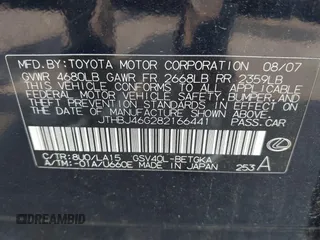 MFD.BY:TOYOTA MOTOR CORPORATION 08/07
GVWR 4680LB GAWR FR 2668LB RR 2359LB
THIS VEHICLE CONFORMS TO ALL APPLICABLE
FEDERAL MOTOR VEHICLE SAFETY,
BUMPER, AND THEFT PREVENTION
STANDARDS IN EFFECT ON THE DATE OF
MANUFACTURE SHOWN ABOVE.
JTHBJ46G282166441
C/TR:8U0/LA15 GSV40L-BETGKA
A/TM:-01A/U660E MADE IN JAPAN 253 A
DREAMBID